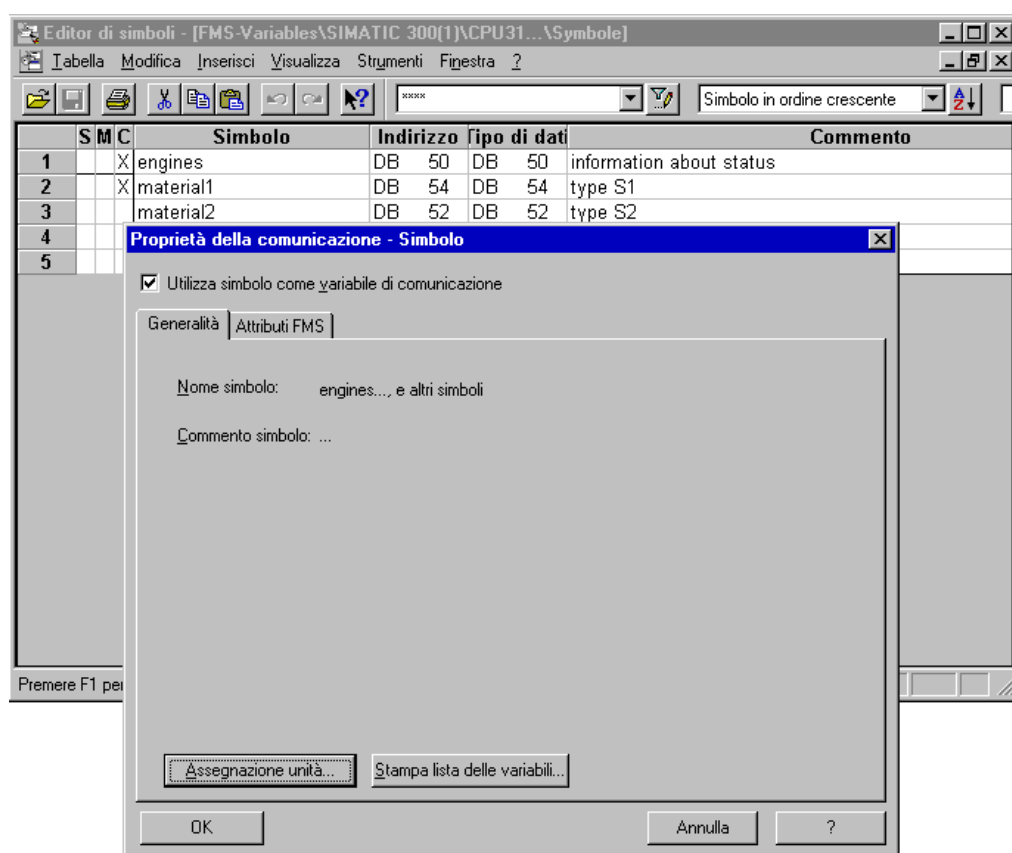 Editor di simboli - [FMS-Variables\SIMATIC 300(1)\CPU31...\Symbole]
Tabella Modifica Inserisci Visualizza Strumenti Finestra ?
**** Simbolo in ordine crescente
S M C Simbolo Indirizzo Tipo di dati Commento
1 X engines DB 50 DB 50 information about status
2 X material1 DB 54 DB 54 type S1
3 material2 DB 52 DB 52 type S2
4
5
Proprietà della comunicazione - Simbolo
Utilizza simbolo come variabile di comunicazione
Generalità Attributi FMS
Nome simbolo: engines..., e altri simboli
Commento simbolo: ...
Premere F1 per
Assegnazione unità... Stampa lista delle variabili...
OK Annulla ?